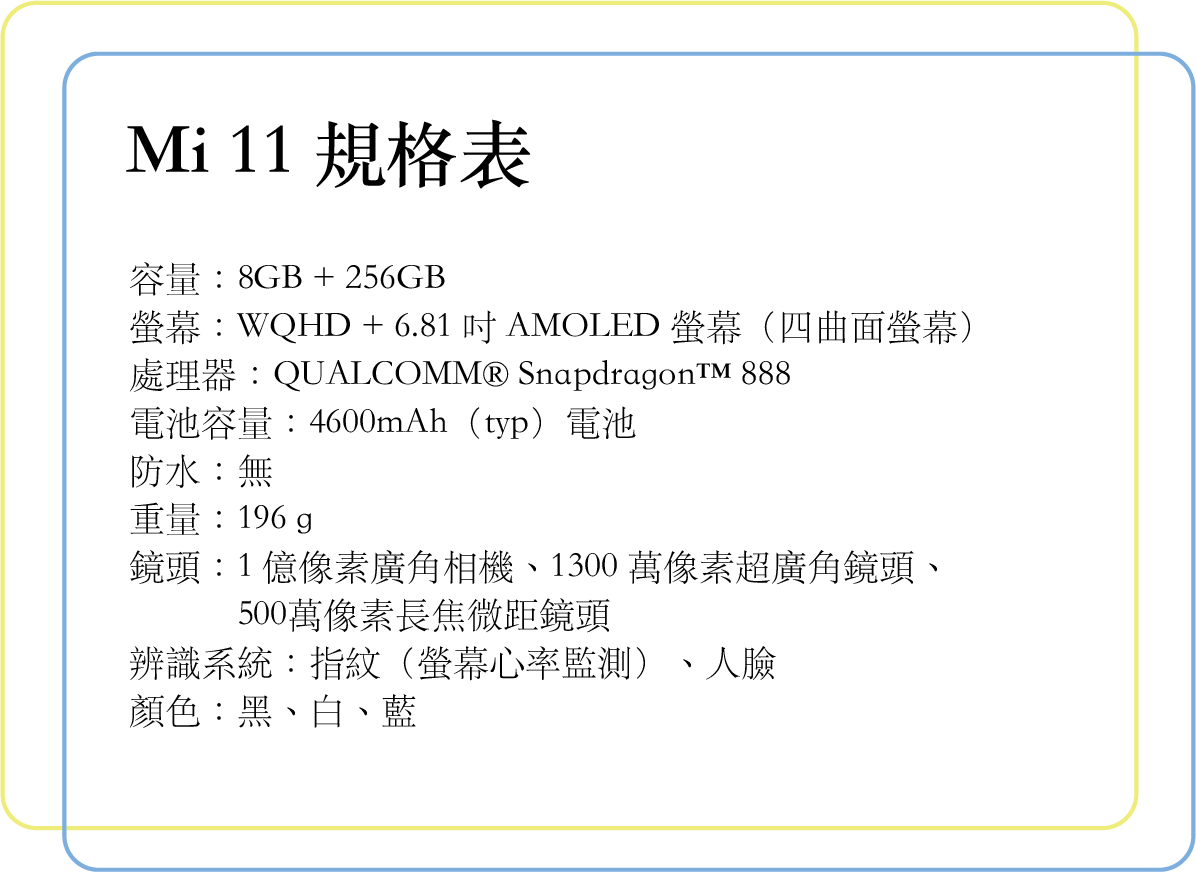 Mi 11 規格表
容量：8GB + 256GB
螢幕：WQHD + 6.81 吋 AMOLED 螢幕（四曲面螢幕）
處理器：QUALCOMM® Snapdragon™ 888
電池容量：4600mAh（typ）電池
防水：無
重量：196 g
鏡頭：1 億像素廣角相機、1300 萬像素超廣角鏡頭、
500萬像素長焦微距鏡頭
辨識系統：指紋（螢幕心率監測）、人臉
顏色：黑、白、藍